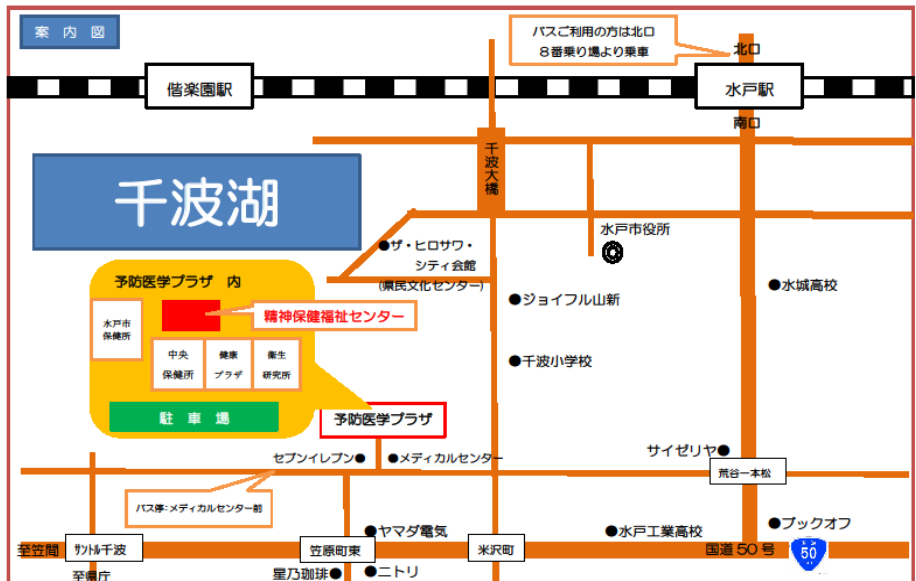 案内図
バスご利用の方は北口
８番乗り場より乗車
北口
偕楽園駅
水戸駅
南口
千波大橋
千波湖
水戸市役所
●ザ・ヒロサワ・
シティ会館
(県民文化センター)
予防医学プラザ 内
水戸市
保健所
精神保健福祉センター
●ジョイフル山新
●水城高校
中央
保健所
健康
プラザ
衛生
研究所
●千波小学校
駐車場
予防医学プラザ
セブンイレブン●
●メディカルセンター
サイゼリヤ●
荒谷一本松
バス停：メディカルセンター前
●ヤマダ電気
●水戸工業高校
●ブックオフ
至笠間
ｻﾝﾄﾙ千波
笠原町東
米沢町
国道50号
50
至県庁
星乃珈琲●
●ニトリ